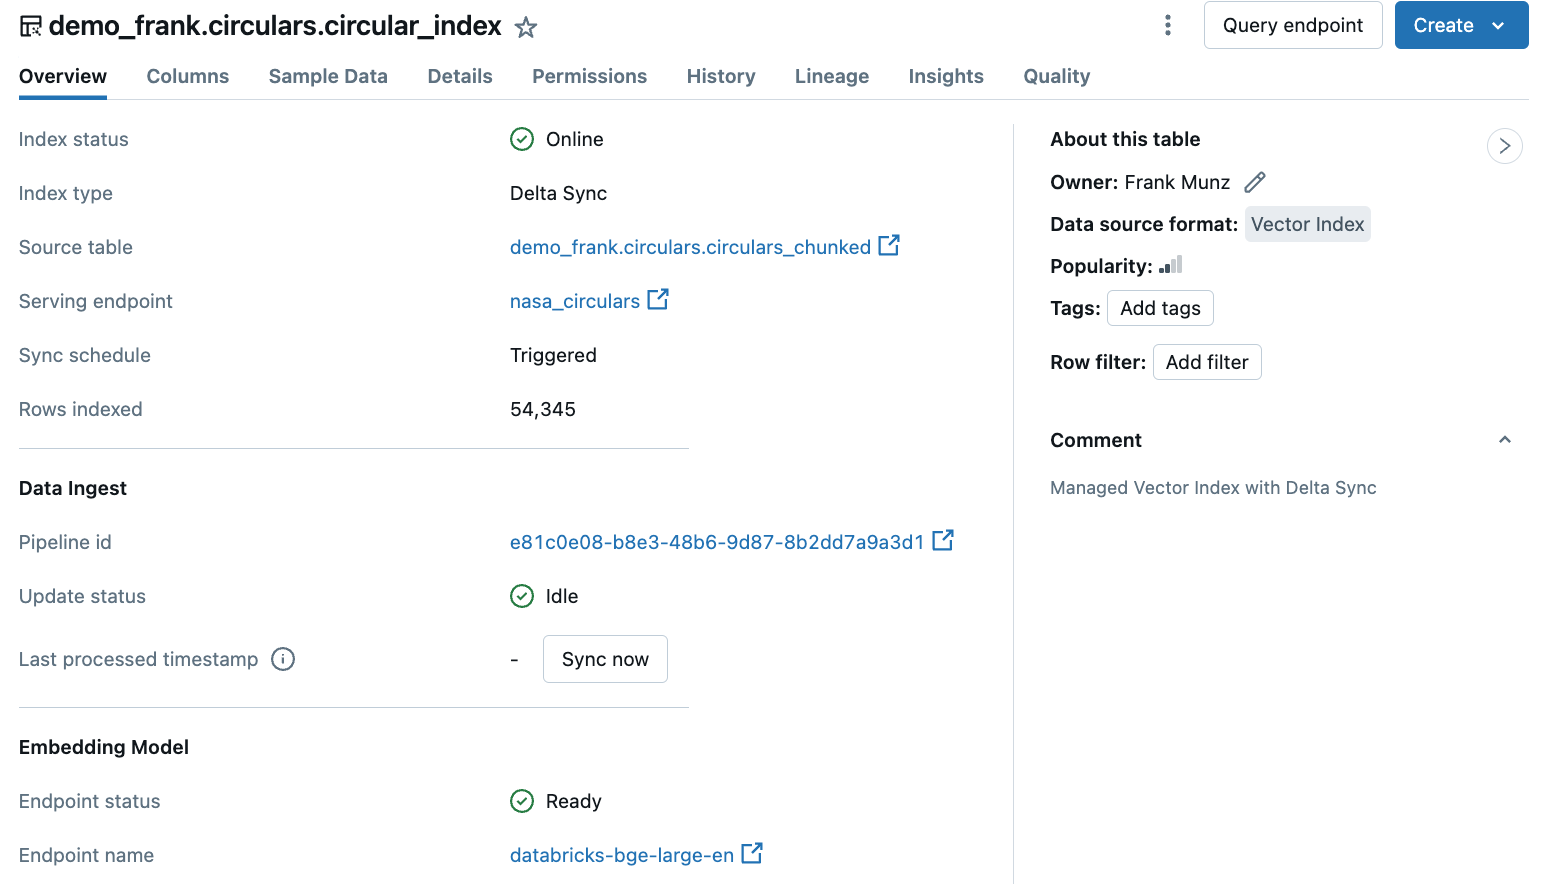 demo_frank.circulars.circular_index
Query endpoint
Create
Overview Columns Sample Data Details Permissions History Lineage Insights Quality
Index status Online
Index type Delta Sync
Source table demo_frank.circulars.circulars_chunked
Serving endpoint nasa_circulars
Sync schedule Triggered
Rows indexed 54,345
Data Ingest
Pipeline id e81c0e08-b8e3-48b6-9d87-8b2dd7a9a3d1
Update status Idle
Last processed timestamp - Sync now
Embedding Model
Endpoint status Ready
Endpoint name databricks-bge-large-en
About this table
Owner: Frank Munz
Data source format: Vector Index
Popularity:
Tags: Add tags
Row filter: Add filter
Comment
Managed Vector Index with Delta Sync